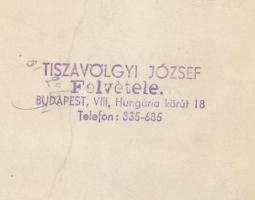 TISZAVÖLGYI JÓZSEF
Felvétele.
BUDAPEST, VIII, Hungária körút 18
Telefon: 335-685